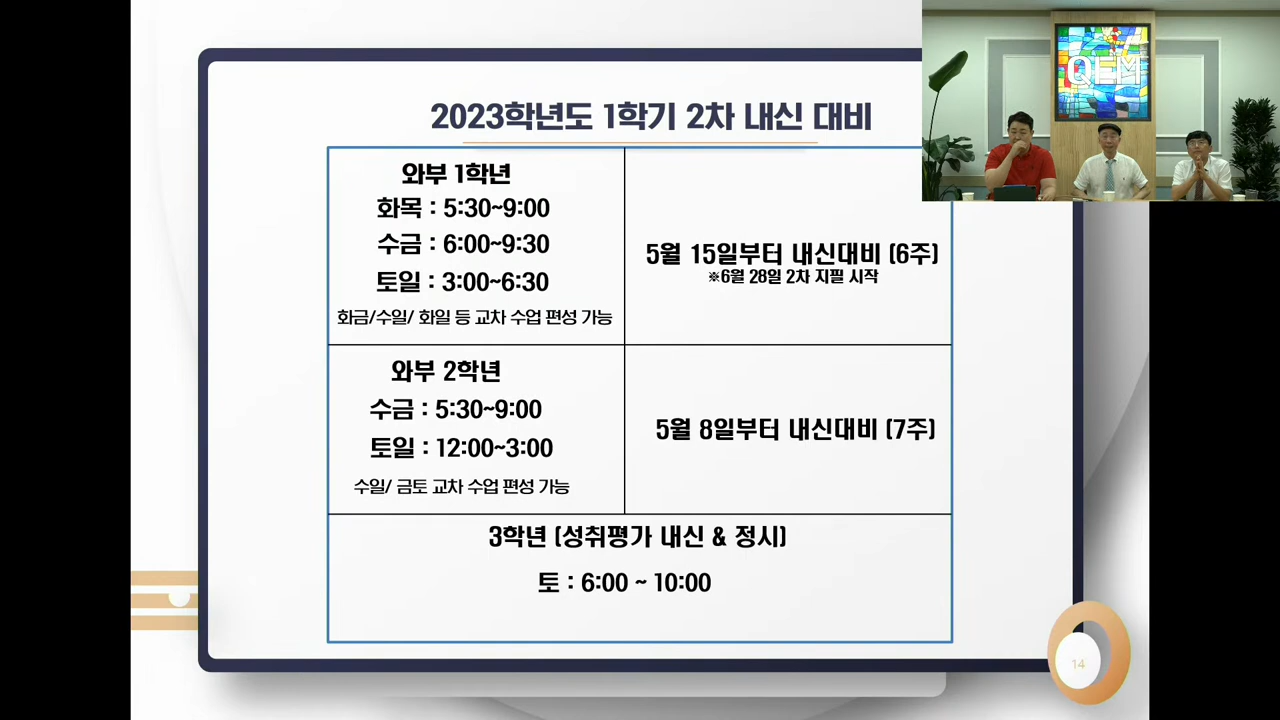 2023학년도 1학기 2차 내신 대비
와부 1학년
화목 : 5:30~9:00
수금 : 6:00~9:30
토일 : 3:00~6:30
화금/수일/ 화일 등 교차 수업 편성 가능
5월 15일부터 내신대비 (6주)
※6월 28일 2차 지필 시작
와부 2학년
수금 : 5:30~9:00
토일 : 12:00~3:00
수일/ 금토 교차 수업 편성 가능
5월 8일부터 내신대비 (7주)
3학년 (성취평가 내신 & 정시)
토 : 6:00 ~ 10:00
14
QEM